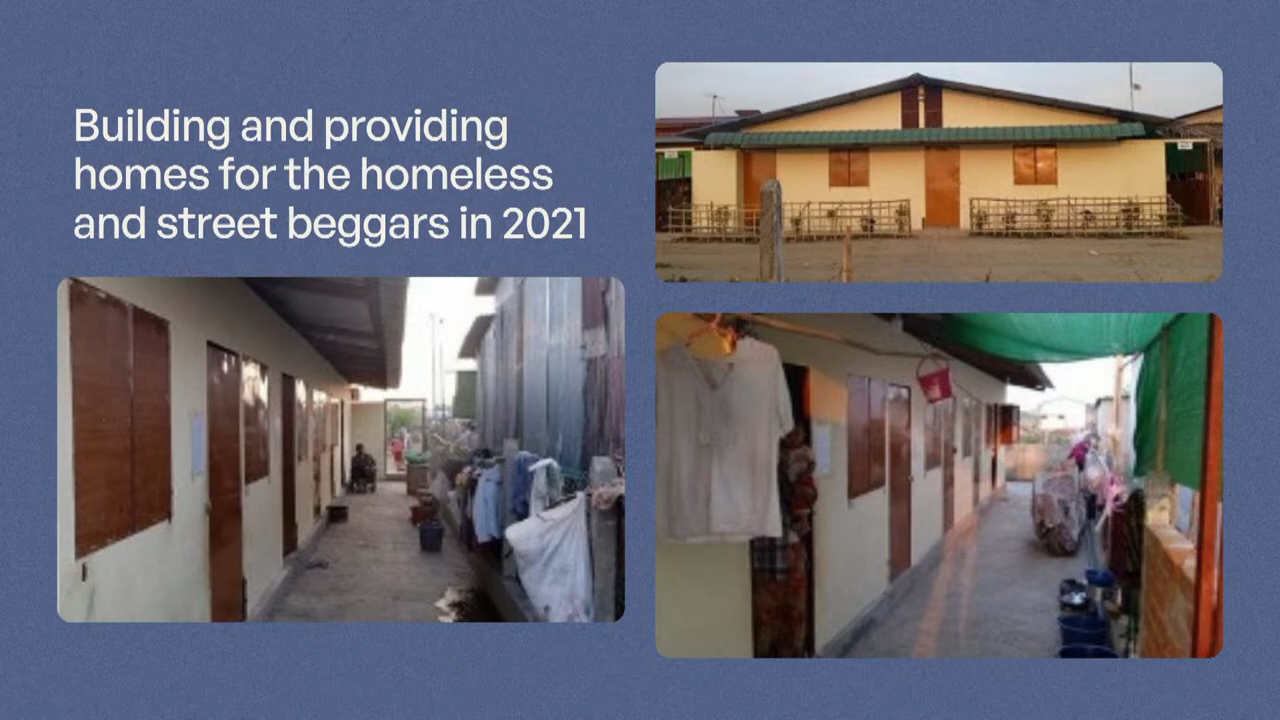 Building and providing
homes for the homeless
and street beggars in 2021